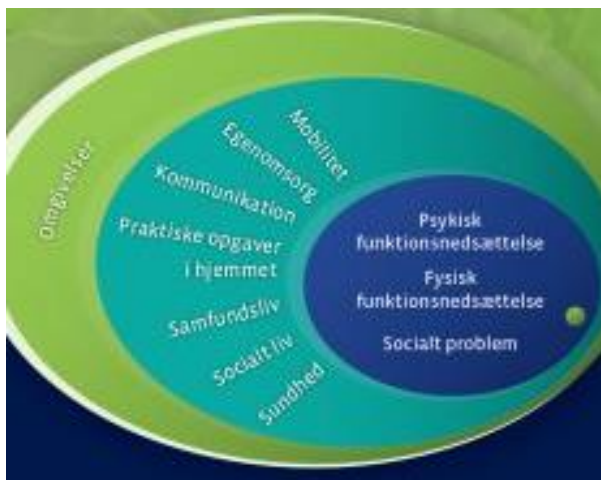 Omgivelser
Mobilitet
Egenomsorg
Kommunikation
Praktiske opgaver
i hjemmet
Samfundsliv
Socialt liv
Sundhed
Psykisk
funktionsnedsættelse
Fysisk
funktionsnedsættelse
Socialt problem